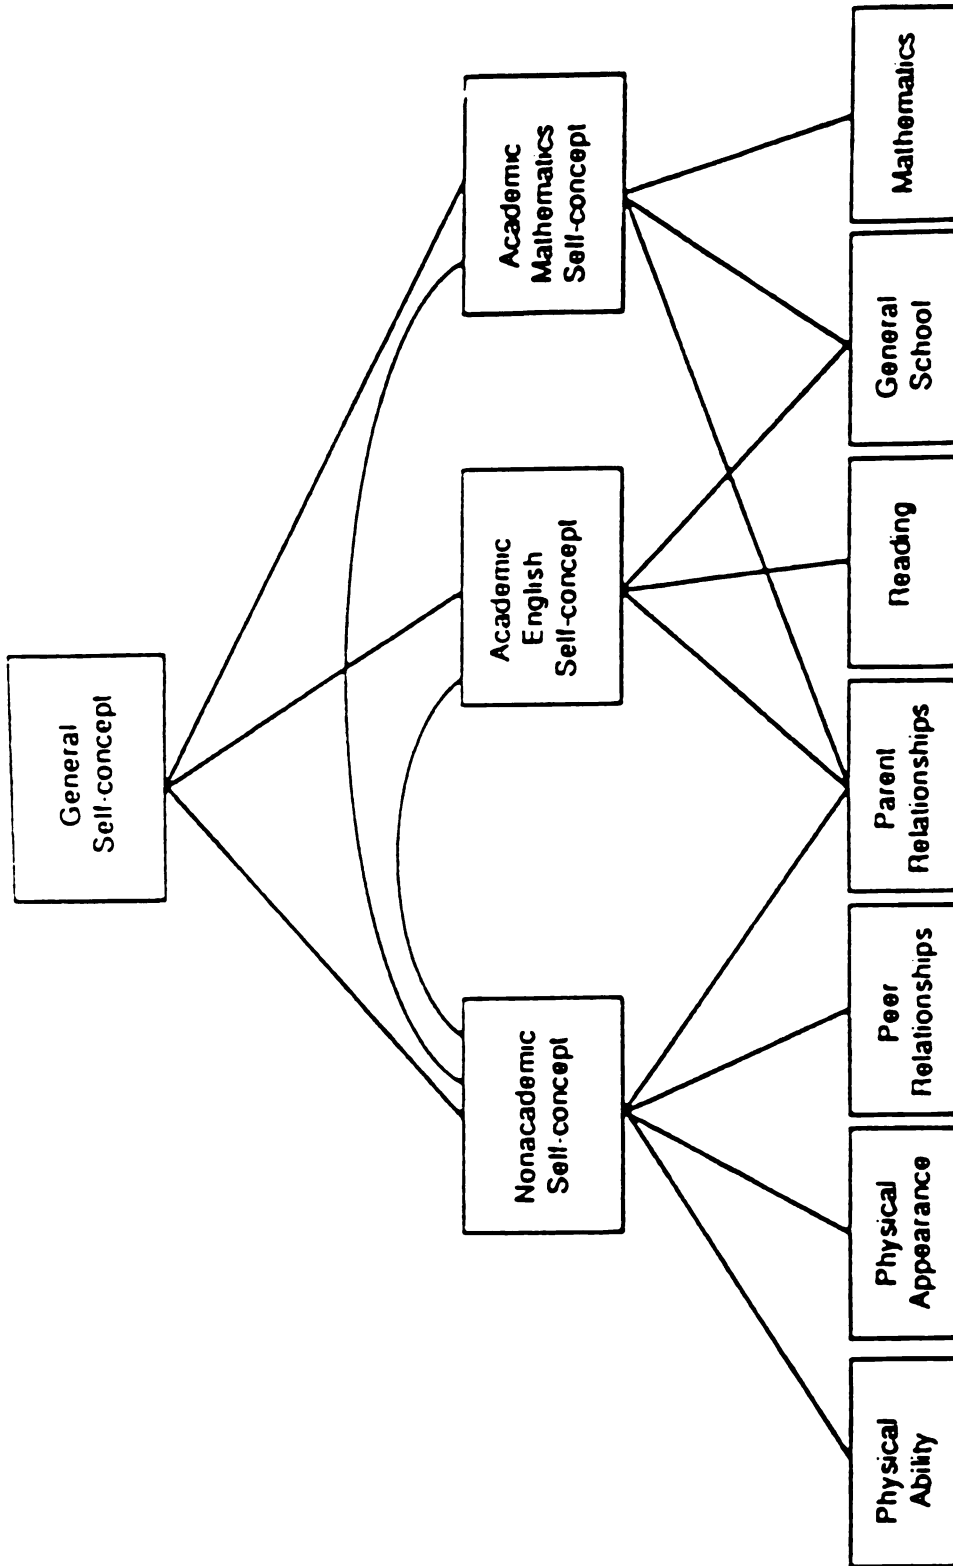 General
Self-concept
Nonacademic
Self-concept
Academic
English
Self-concept
Academic
Mathematics
Self-concept
Physical
Ability
Physical
Appearance
Peer
Relationships
Parent
Relationships
Reading
General
School
Mathematics